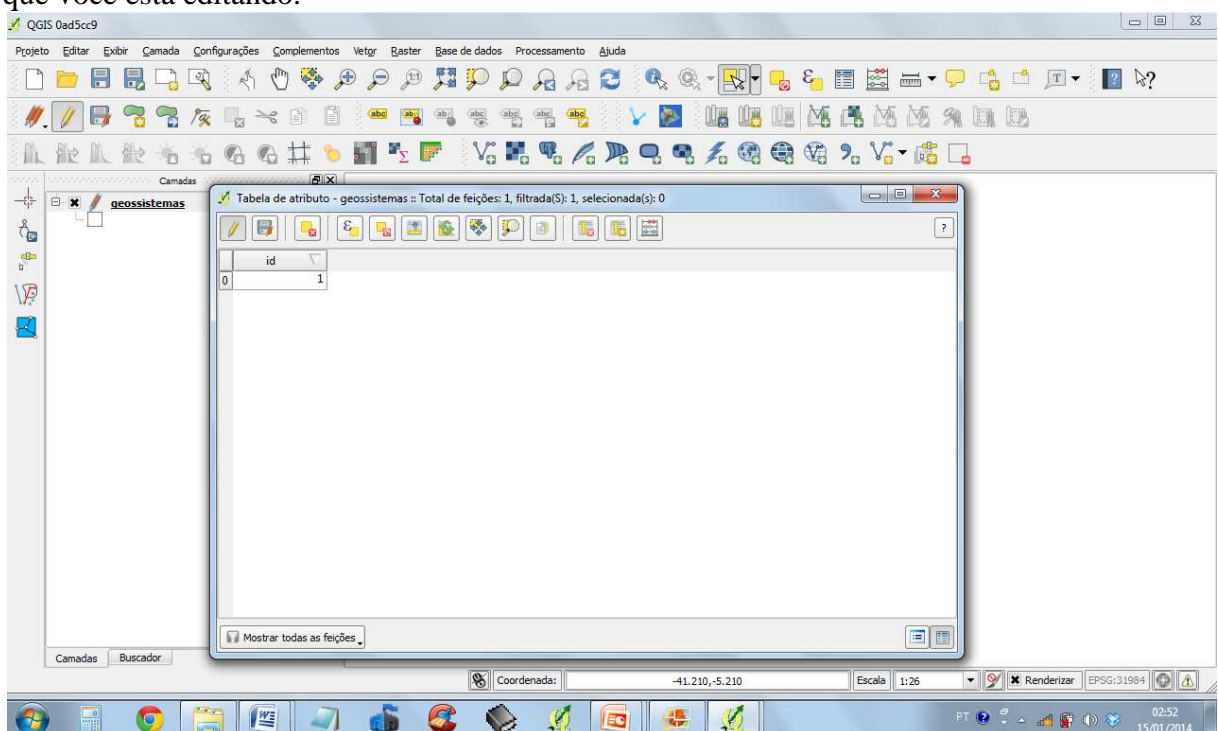 que você está editando.
QGIS 0ad5cc9
Projeto Editar Exibir Camada Configurações Complementos Vetor Raster Base de dados Processamento Ajuda
Camadas
geossistemas
Tabela de atributo - geossistemas :: Total de feições: 1, filtrada(S): 1, selecionada(s): 0
id
0 1
Mostrar todas as feições
Camadas Buscador
Coordenada: -41.210,-5.210 Escala 1:26 Renderizar EPSG:31984
PT 02:52
15/01/2014